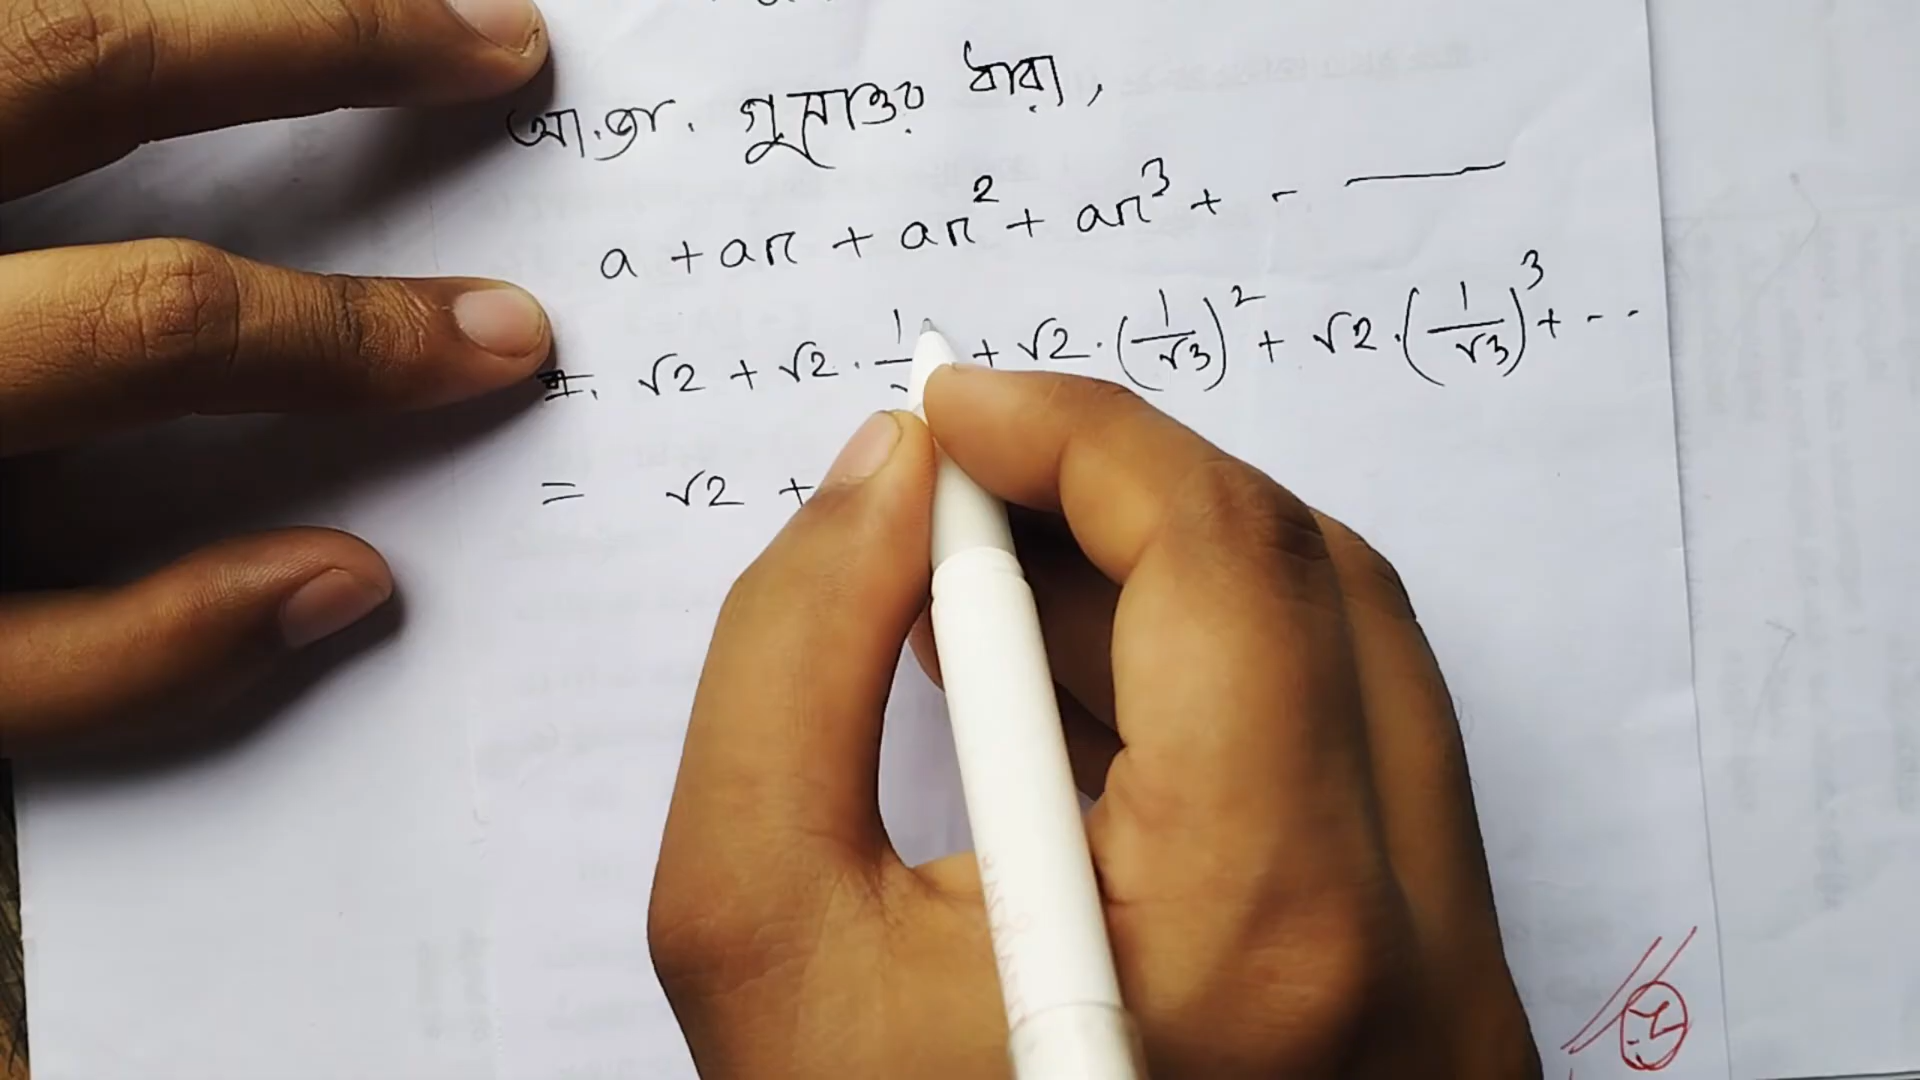 আ.জা. গুনোত্তর ধারা,
a + ar + ar² + ar³ + - ———
√2 + √2 · 1 + √2 · (1/√3)² + √2 · (1/√3)³ + - -
= √2 +